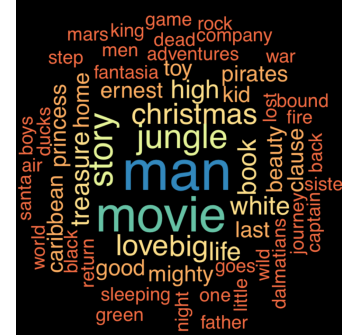 game
rock
mars
king
dead
company
men
adventures
step
war
fantasia
toy
pirates
ernest
high
kid
bound
lost
fire
christmas
home
princess
ducks
boys
air
santa
story
jungle
treasure
caribbean
book
beauty
clause
back
siste
man
movie
white
journey
captain
world
black
return
love
big
life
last
wild
dalmatians
good
mighty
goes
sleeping
night
one
little
green
father